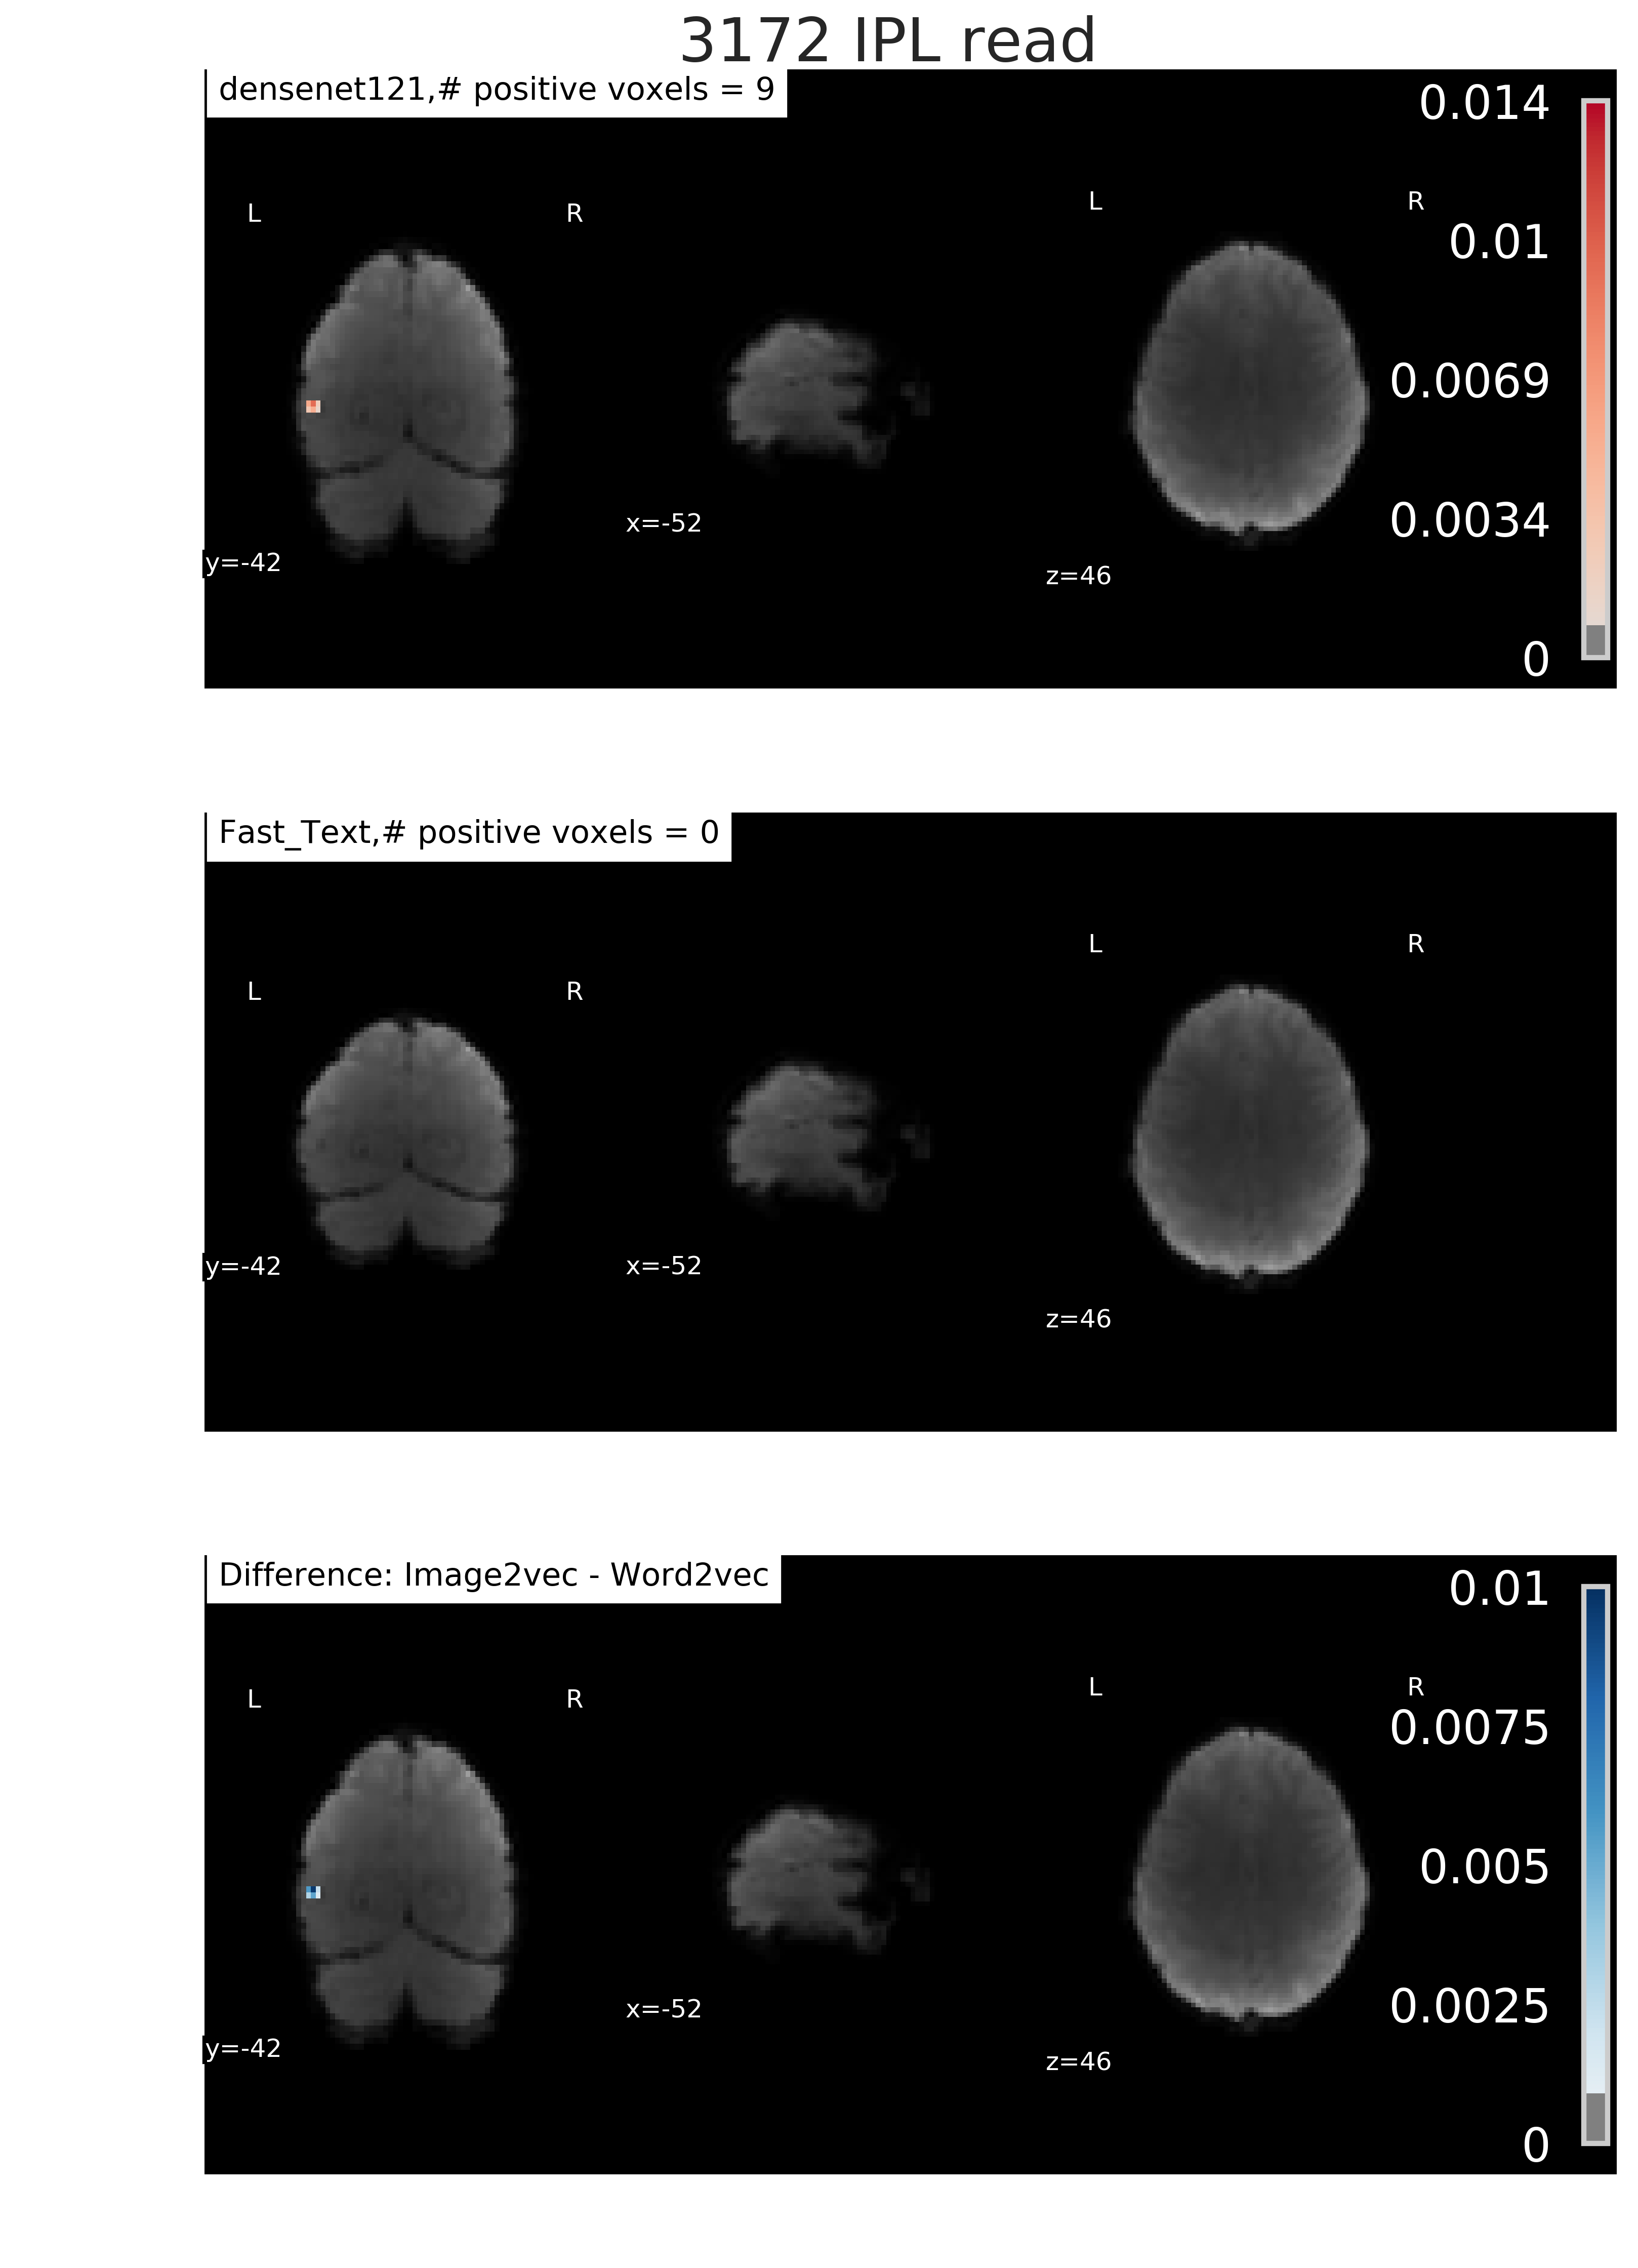 3172 IPL read
densenet121,# positive voxels = 9
0.014
L R L R
0.01
0.0069
0.0034
x=-52
y=-42
z=46
0
Fast_Text,# positive voxels = 0
L R
L R
y=-42 x=-52
z=46
Difference: Image2vec - Word2vec
0.01
L R L R
0.0075
0.005
0.0025
x=-52
y=-42
z=46
0